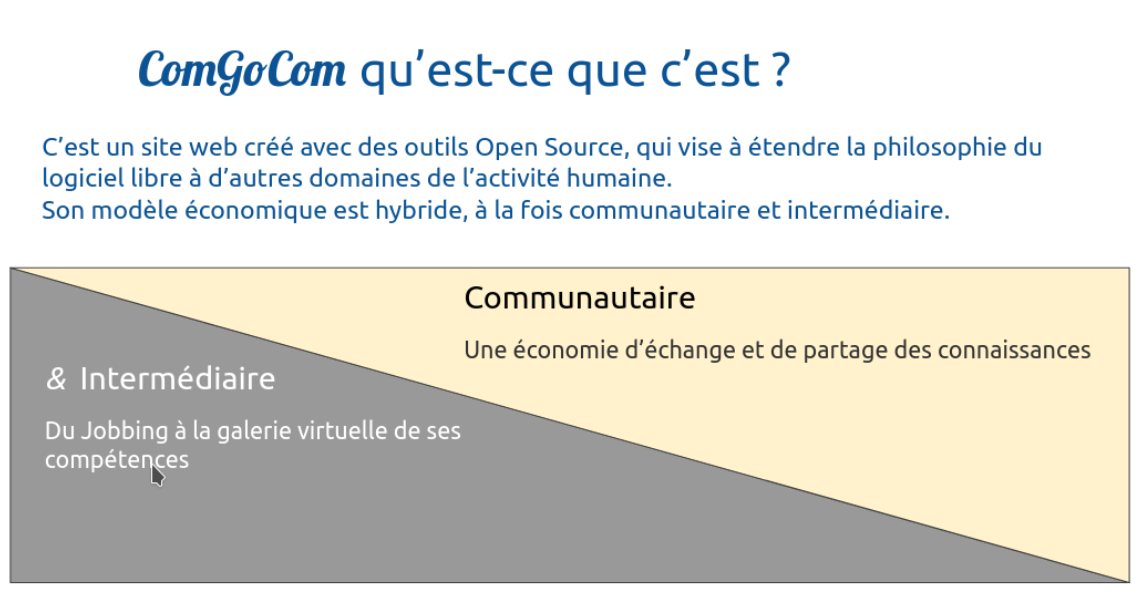 ComGoCom qu’est-ce que c’est ?
C’est un site web créé avec des outils Open Source, qui vise à étendre la philosophie du
logiciel libre à d’autres domaines de l’activité humaine.
Son modèle économique est hybride, à la fois communautaire et intermédiaire.
Communautaire
Une économie d’échange et de partage des connaissances
& Intermédiaire
Du Jobbing à la galerie virtuelle de ses
compétences